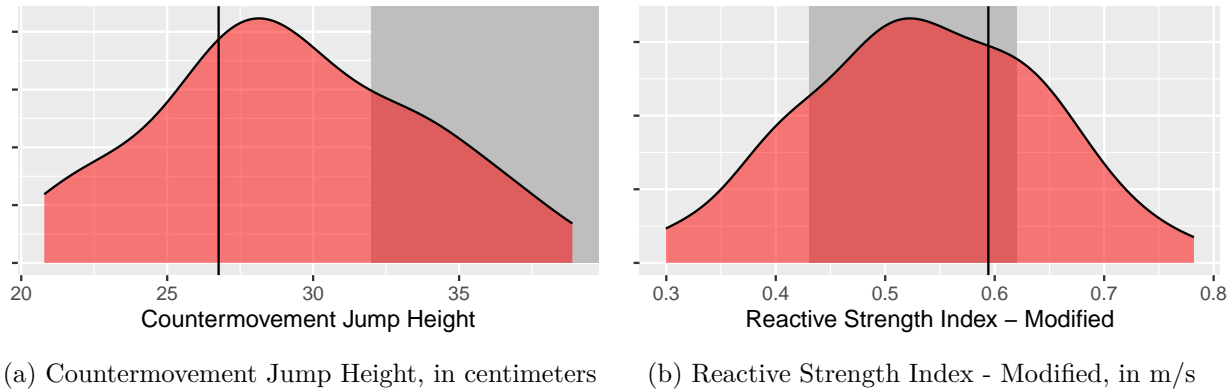 20 25 30 35
Countermovement Jump Height
(a) Countermovement Jump Height, in centimeters
0.3 0.4 0.5 0.6 0.7 0.8
Reactive Strength Index – Modified
(b) Reactive Strength Index - Modified, in m/s